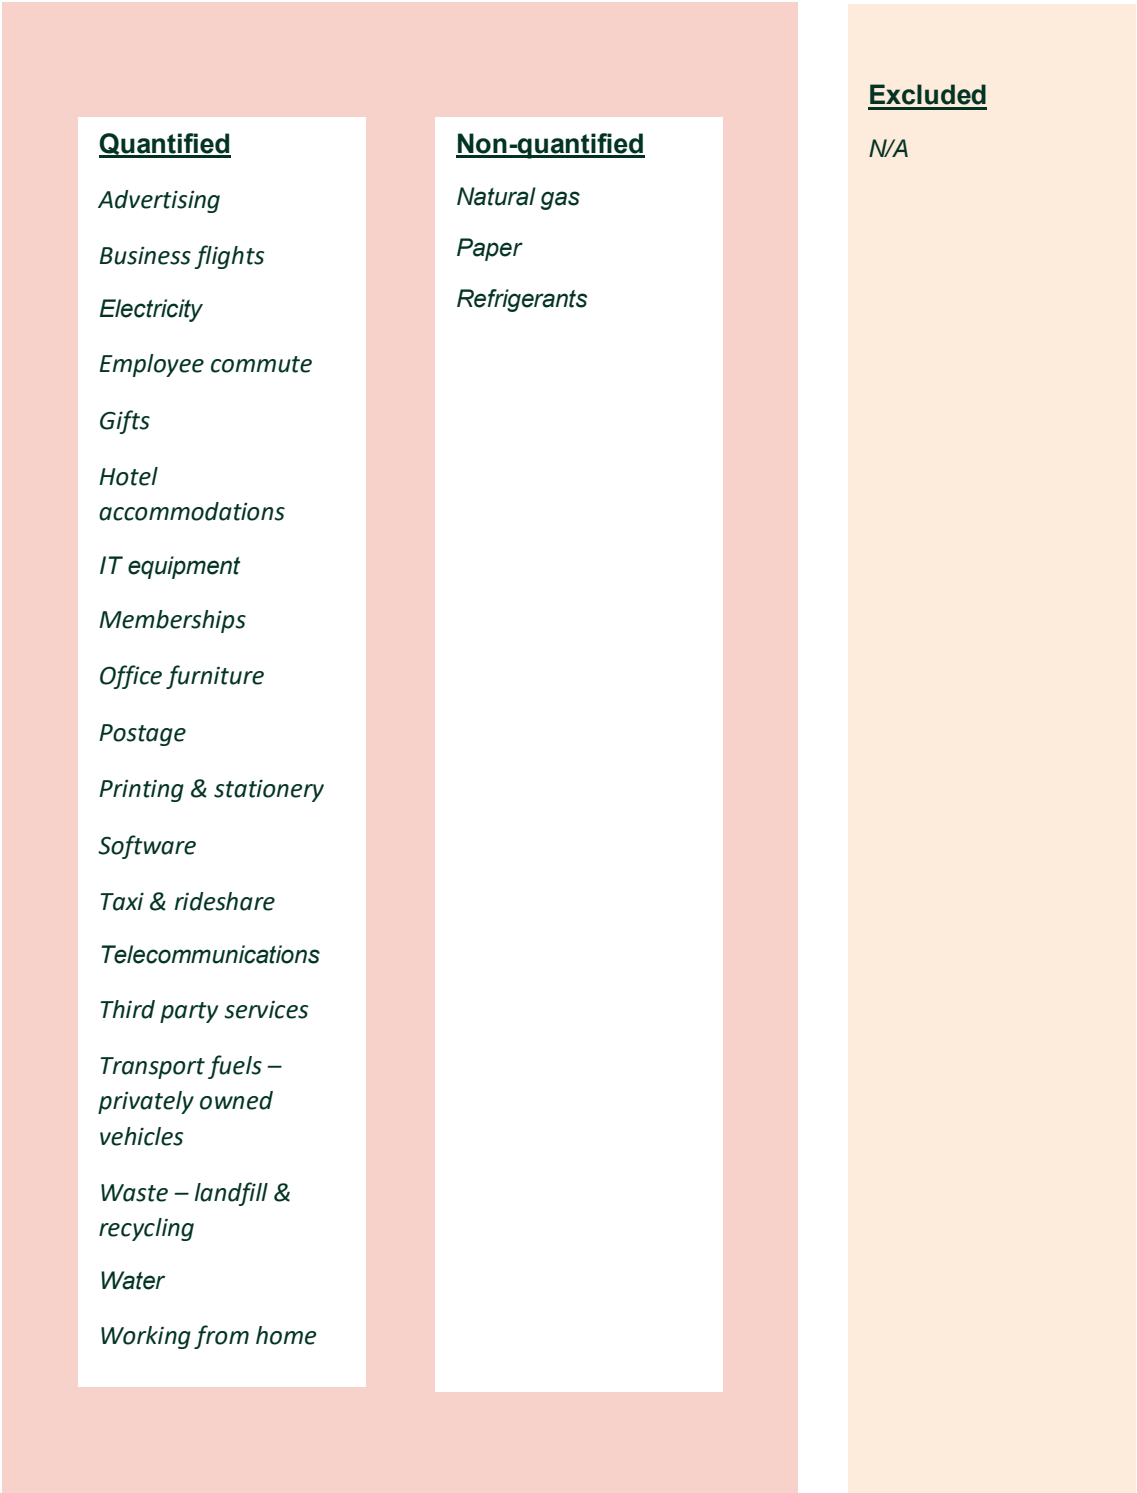 Quantified
Advertising
Business flights
Electricity
Employee commute
Gifts
Hotel
accommodations
IT equipment
Memberships
Office furniture
Postage
Printing & stationery
Software
Taxi & rideshare
Telecommunications
Third party services
Transport fuels –
privately owned
vehicles
Waste – landfill &
recycling
Water
Working from home
Non-quantified
Natural gas
Paper
Refrigerants
Excluded
N/A